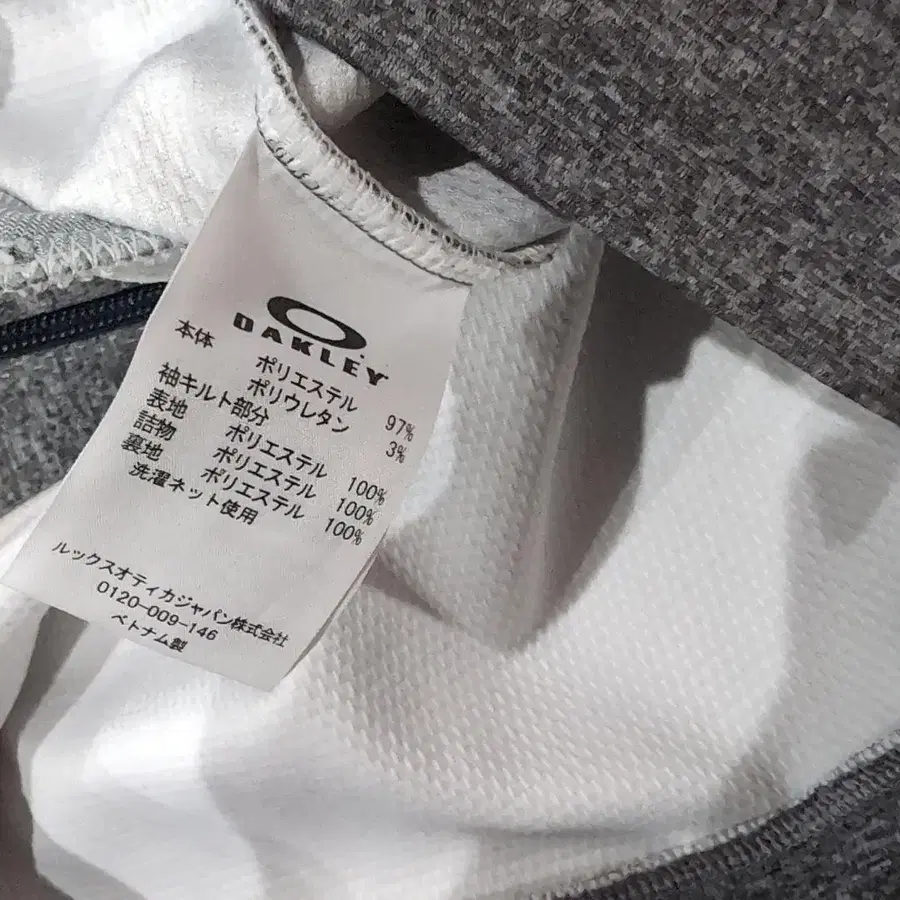 OAKLEY
本体 ポリエステル 97%
ポリウレタン 3%
袖キルト部分
表地 ポリエステル 100%
詰物 ポリエステル 100%
裏地 ポリエステル 100%
洗濯ネット使用
ルックスオティカジャパン株式会社
0120-009-146
ベトナム製